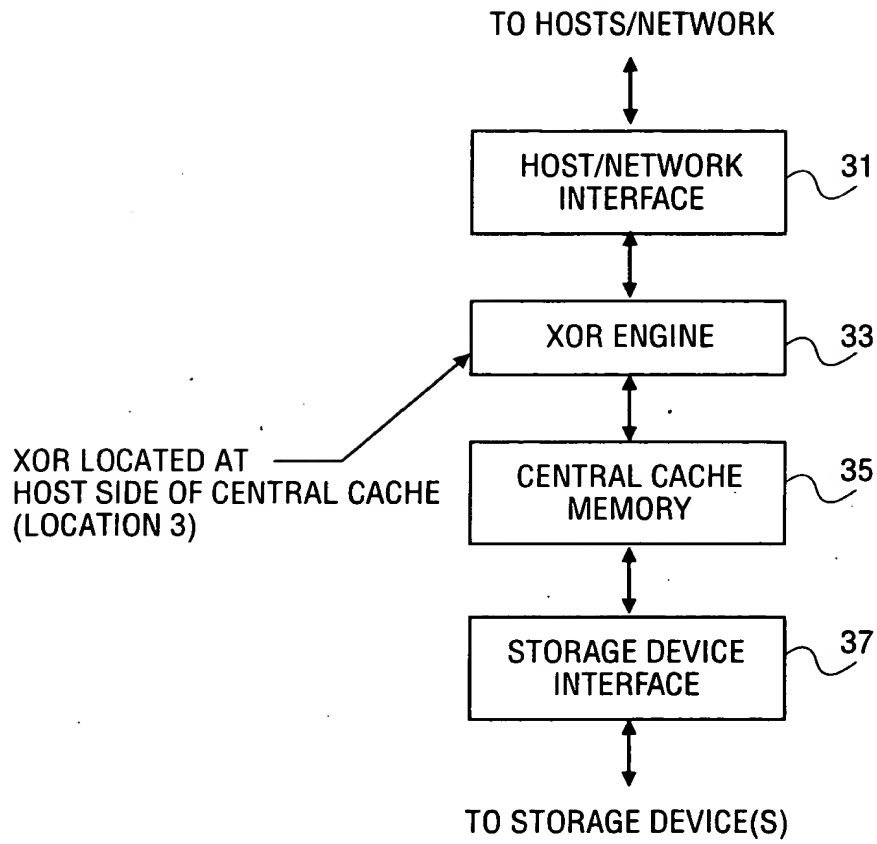 TO HOSTS/NETWORK
HOST/NETWORK
INTERFACE
31
XOR ENGINE
33
XOR LOCATED AT
HOST SIDE OF CENTRAL CACHE
(LOCATION 3)
CENTRAL CACHE
MEMORY
35
STORAGE DEVICE
INTERFACE
37
TO STORAGE DEVICE(S)